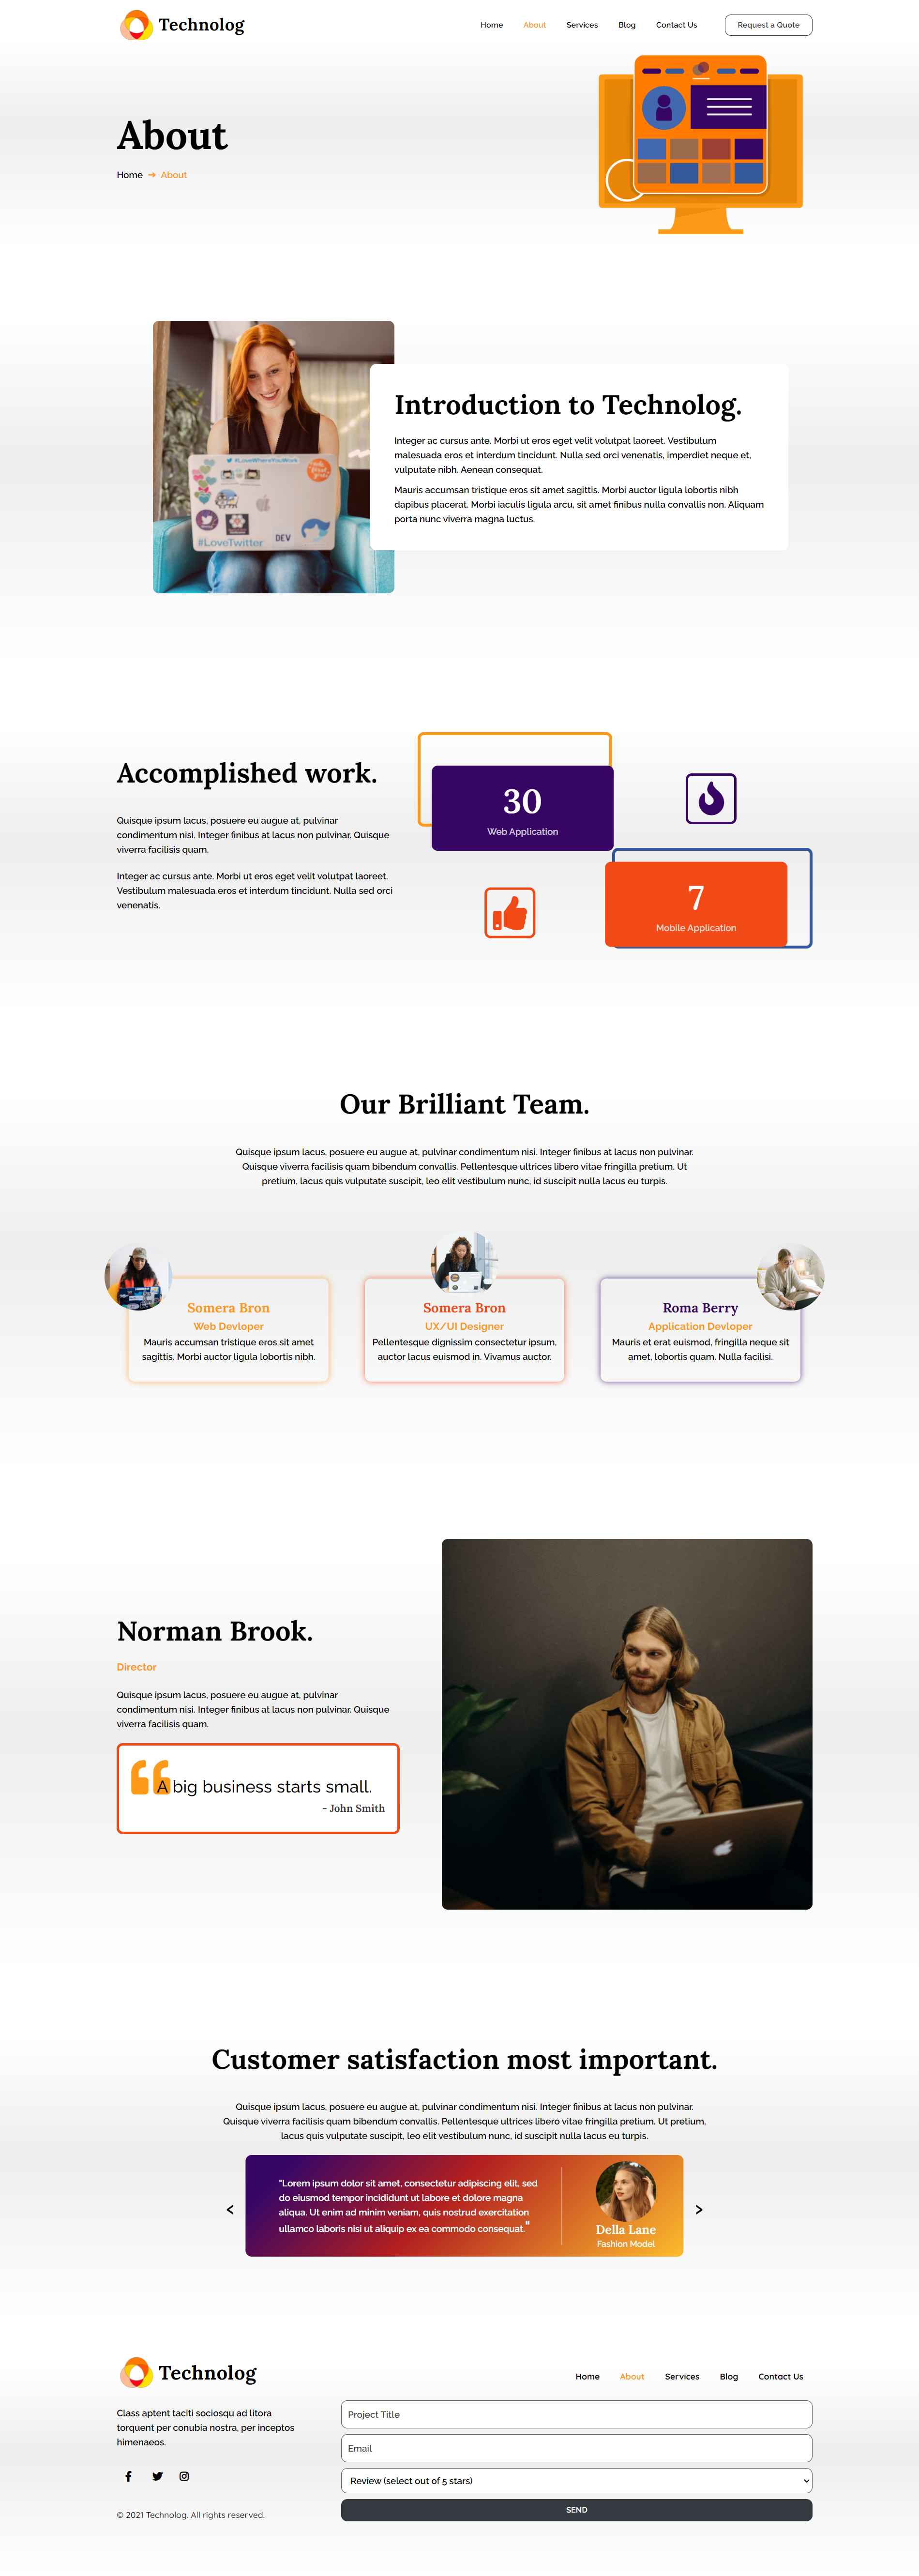 Technolog
Home About Services Blog Contact Us Request a Quote
About
Home → About
Introduction to Technolog.
Integer ac cursus ante. Morbi ut eros eget velit volutpat laoreet. Vestibulum
malesuada eros et interdum tincidunt. Nulla sed orci venenatis, imperdiet neque et,
vulputate nibh. Aenean consequat.
Mauris accumsan tristique eros sit amet sagittis. Morbi auctor ligula lobortis nibh
dapibus placerat. Morbi iaculis ligula arcu, sit amet finibus nulla convallis non. Aliquam
porta nunc viverra magna luctus.
#LoveTwitter
DEV
Accomplished work.
Quisque ipsum lacus, posuere eu augue at, pulvinar
condimentum nisi. Integer finibus at lacus non pulvinar. Quisque
viverra facilisis quam.
Integer ac cursus ante. Morbi ut eros eget velit volutpat laoreet.
Vestibulum malesuada eros et interdum tincidunt. Nulla sed orci
venenatis.
30
Web Application
7
Mobile Application
Our Brilliant Team.
Quisque ipsum lacus, posuere eu augue at, pulvinar condimentum nisi. Integer finibus at lacus non pulvinar.
Quisque viverra facilisis quam bibendum convallis. Pellentesque ultrices libero vitae fringilla pretium. Ut
pretium, lacus quis vulputate suscipit, leo elit vestibulum nunc, id suscipit nulla lacus eu turpis.
Somera Bron
Web Devloper
Mauris accumsan tristique eros sit amet
sagittis. Morbi auctor ligula lobortis nibh.
Somera Bron
UX/UI Designer
Pellentesque dignissim consectetur ipsum,
auctor lacus euismod in. Vivamus auctor.
Roma Berry
Application Devloper
Mauris et erat euismod, fringilla neque sit
amet, lobortis quam. Nulla facilisi.
Norman Brook.
Director
Quisque ipsum lacus, posuere eu augue at, pulvinar
condimentum nisi. Integer finibus at lacus non pulvinar. Quisque
viverra facilisis quam.
A big business starts small.
- John Smith
Customer satisfaction most important.
Quisque ipsum lacus, posuere eu augue at, pulvinar condimentum nisi. Integer finibus at lacus non pulvinar.
Quisque viverra facilisis quam bibendum convallis. Pellentesque ultrices libero vitae fringilla pretium. Ut pretium,
lacus quis vulputate suscipit, leo elit vestibulum nunc, id suscipit nulla lacus eu turpis.
"Lorem ipsum dolor sit amet, consectetur adipiscing elit, sed
do eiusmod tempor incididunt ut labore et dolore magna
aliqua. Ut enim ad minim veniam, quis nostrud exercitation
ullamco laboris nisi ut aliquip ex ea commodo consequat."
Della Lane
Fashion Model
Technolog
Home About Services Blog Contact Us
Class aptent taciti sociosqu ad litora
torquent per conubia nostra, per inceptos
himenaeos.
© 2021 Technolog. All rights reserved.
Project Title
Email
Review (select out of 5 stars)
SEND